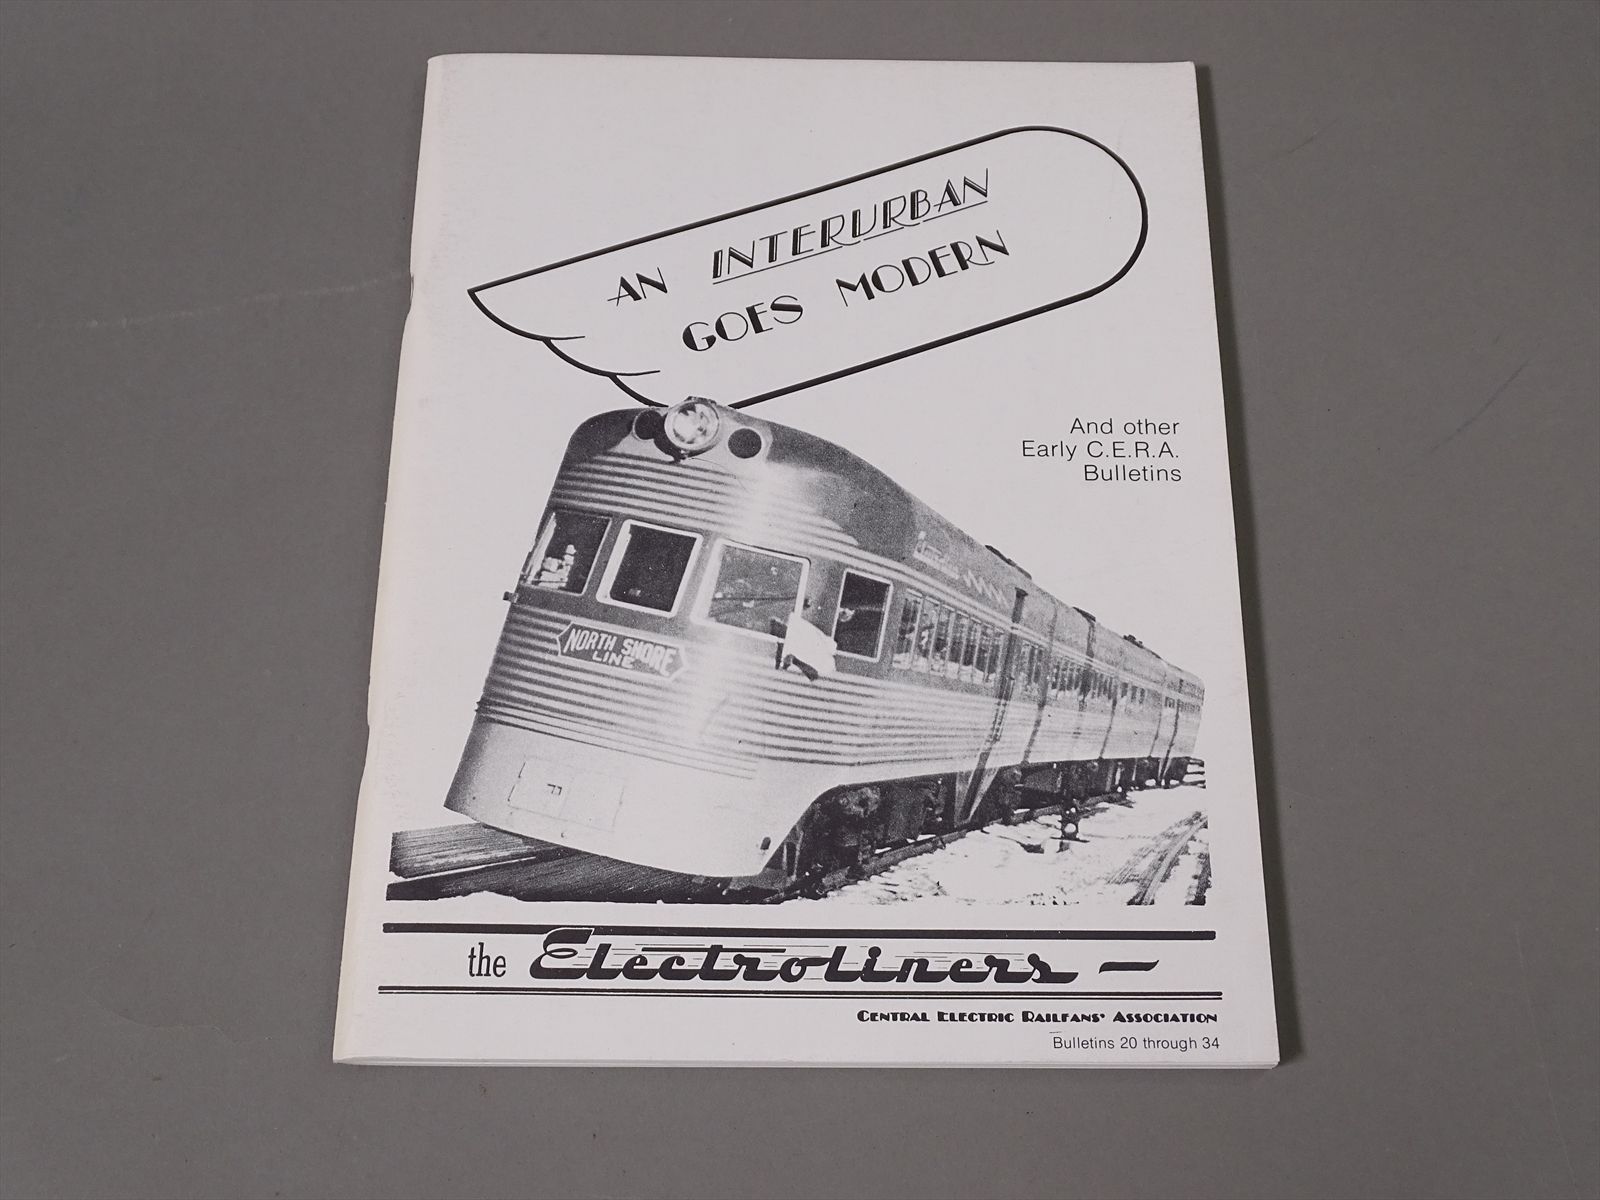 AN INTERURBAN
GOES MODERN
And other
Early C.E.R.A.
Bulletins
NORTH SHORE
LINE
the Electroliners —
CENTRAL ELECTRIC RAILFANS' ASSOCIATION
Bulletins 20 through 34